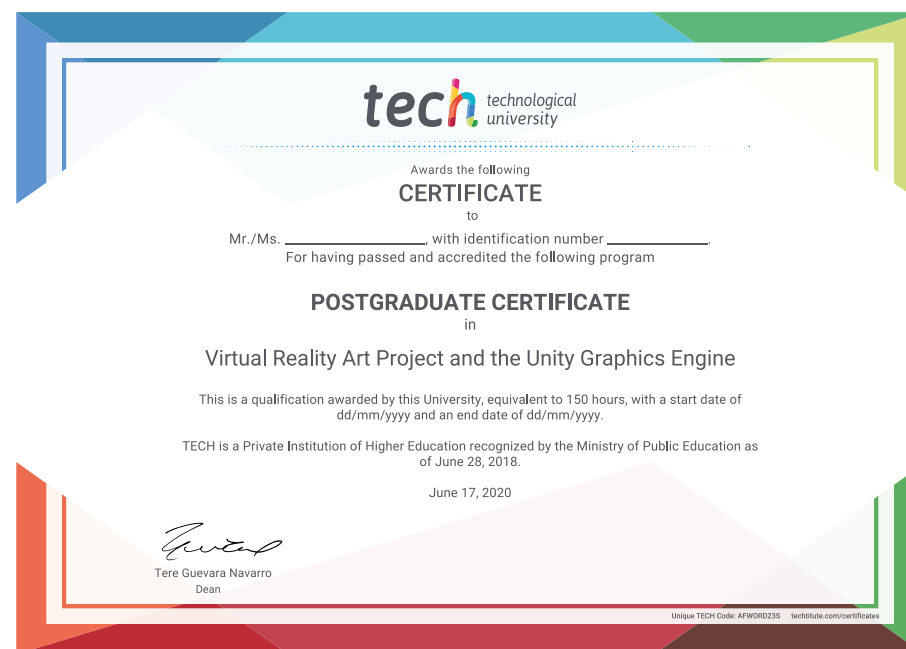 tech technological
university
Awards the following
CERTIFICATE
to
Mr./Ms. ____________, with identification number ____________.
For having passed and accredited the following program
POSTGRADUATE CERTIFICATE
in
Virtual Reality Art Project and the Unity Graphics Engine
This is a qualification awarded by this University, equivalent to 150 hours, with a start date of
dd/mm/yyyy and an end date of dd/mm/yyyy.
TECH is a Private Institution of Higher Education recognized by the Ministry of Public Education as
of June 28, 2018.
June 17, 2020
Tere Guevara Navarro
Dean
Unique TECH Code: AFWORD23S techtitute.com/certificates